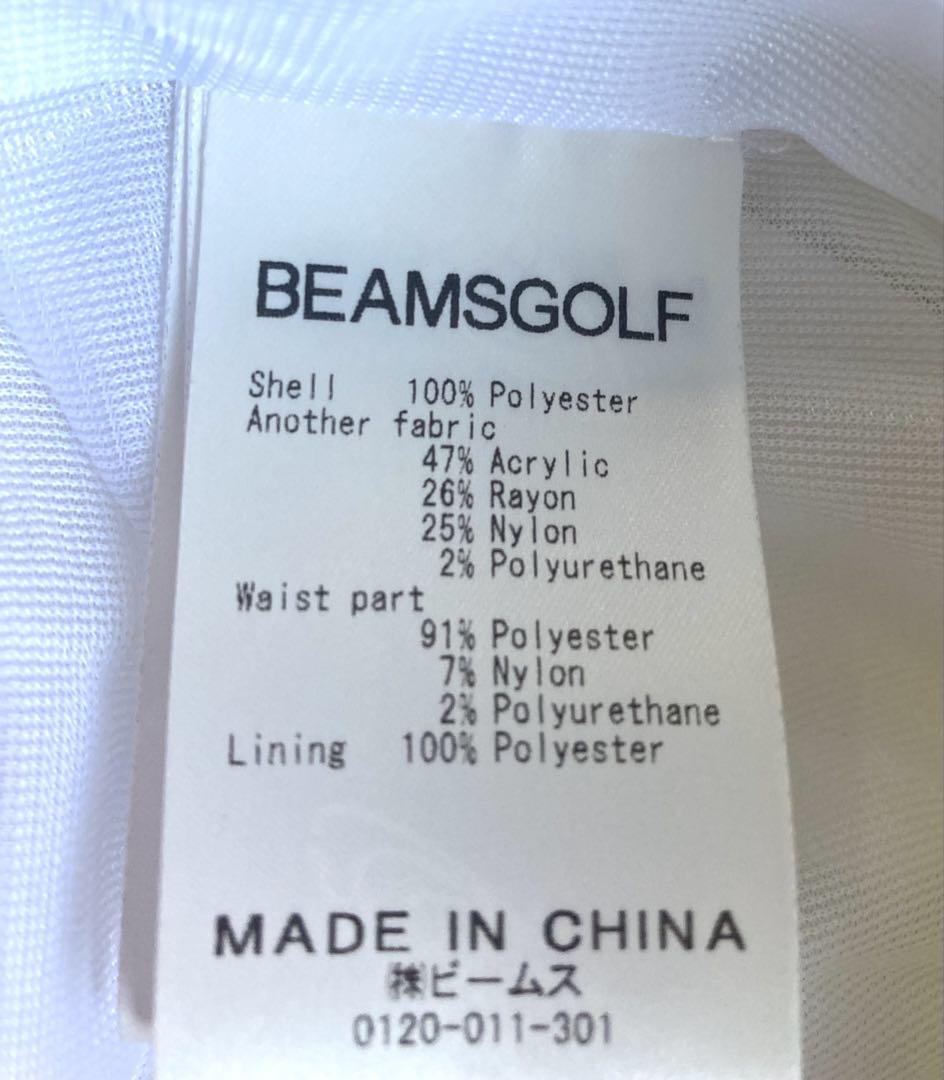 BEAMSGOLF
Shell 100% Polyester
Another fabric
47% Acrylic
26% Rayon
25% Nylon
2% Polyurethane
Waist part
91% Polyester
7% Nylon
2% Polyurethane
Lining 100% Polyester
MADE IN CHINA
㈱ビームス
0120-011-301